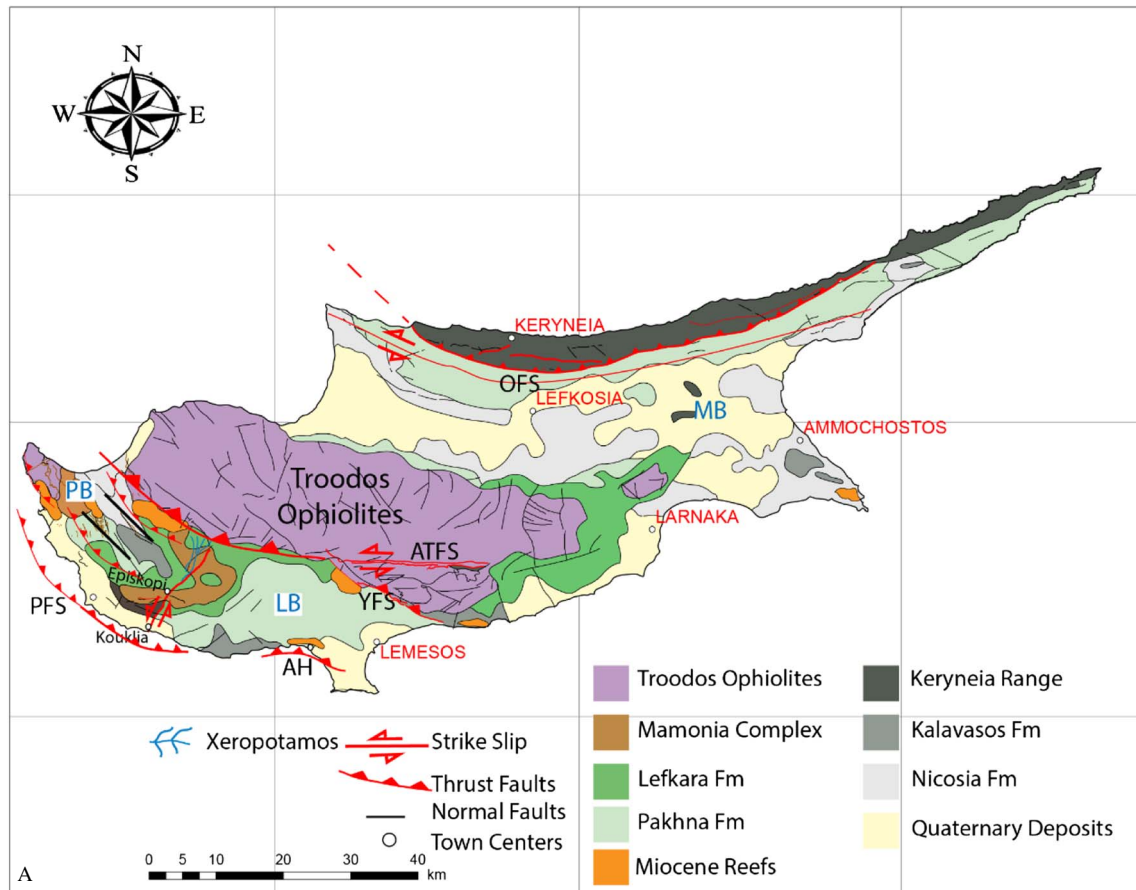 N
W E
S
KERYNEIA
OFS
LEFKOSIA
MB
AMMOCHOSTOS
Troodos
Ophiolites
PB
LARNAKA
ATFS
Episkopi
PFS
LB
YFS
Kouklia
LEMESOS
AH
Troodos Ophiolites
Mamonia Complex
Lefkara Fm
Pakhna Fm
Miocene Reefs
Keryneia Range
Kalavasos Fm
Nicosia Fm
Quaternary Deposits
Xeropotamos
Strike Slip
Thrust Faults
Normal Faults
Town Centers
0 5 10 20 30 40
km
A